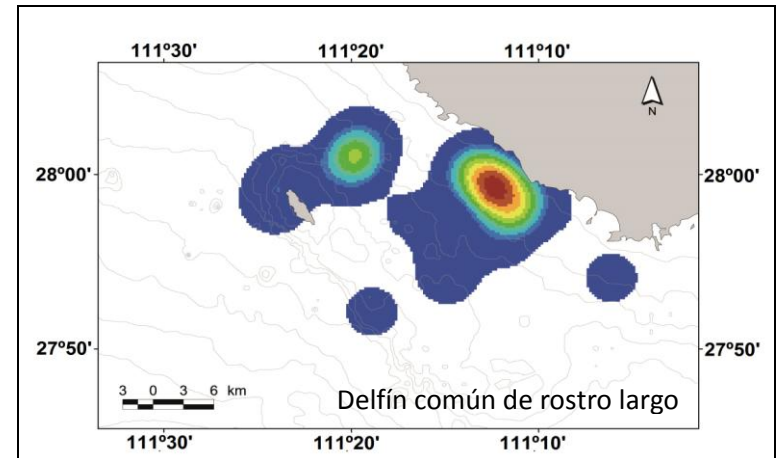 111º30' 111º20' 111º10'
N
28º00' 28º00'
27º50' 27º50'
3 0 3 6 km
Delfín común de rostro largo
111º30' 111º20' 111º10'